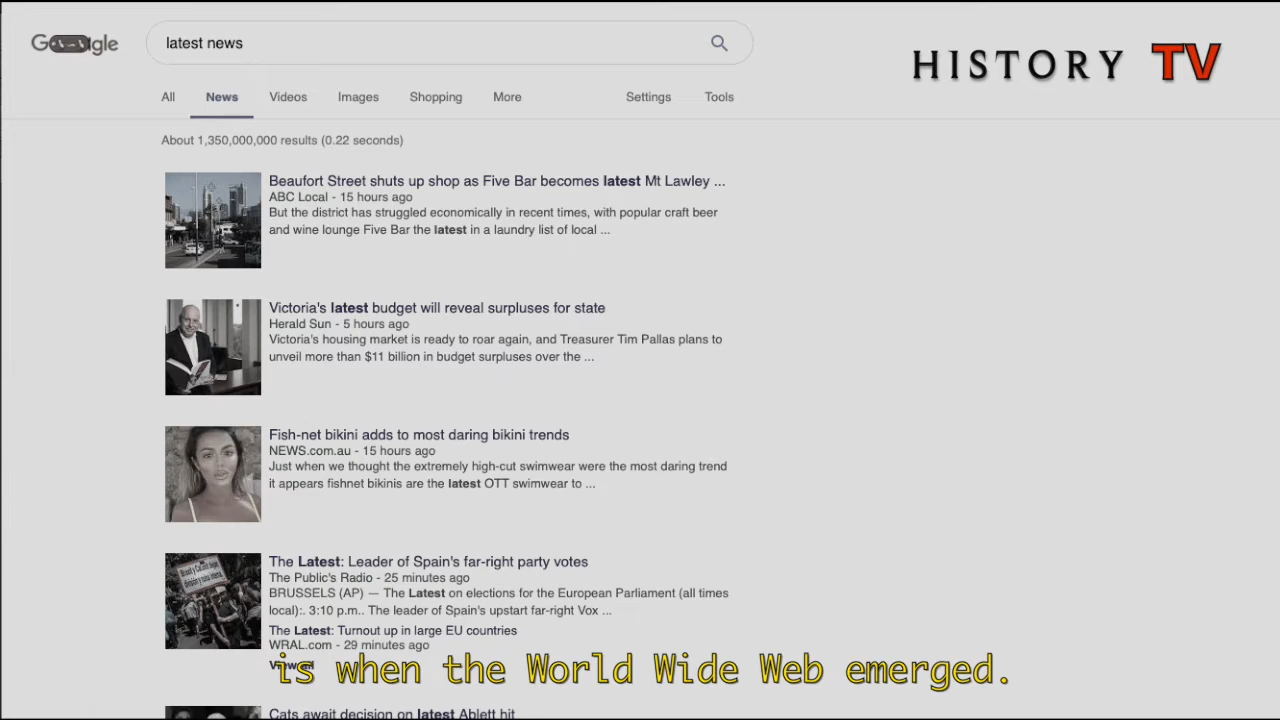 Google
latest news
HISTORY TV
All News Videos Images Shopping More Settings Tools
About 1,350,000,000 results (0.22 seconds)
Beaufort Street shuts up shop as Five Bar becomes latest Mt Lawley ...
ABC Local - 15 hours ago
But the district has struggled economically in recent times, with popular craft beer
and wine lounge Five Bar the latest in a laundry list of local ...
Victoria's latest budget will reveal surpluses for state
Herald Sun - 5 hours ago
Victoria's housing market is ready to roar again, and Treasurer Tim Pallas plans to
unveil more than $11 billion in budget surpluses over the ...
Fish-net bikini adds to most daring bikini trends
NEWS.com.au - 15 hours ago
Just when we thought the extremely high-cut swimwear were the most daring trend
it appears fishnet bikinis are the latest OTT swimwear to ...
The Latest: Leader of Spain's far-right party votes
The Public's Radio - 25 minutes ago
BRUSSELS (AP) — The Latest on elections for the European Parliament (all times
local):. 3:10 p.m.. The leader of Spain's upstart far-right Vox ...
The Latest: Turnout up in large EU countries
WRAL.com - 29 minutes ago
is when the World Wide Web emerged.
Cats await decision on latest Ablett hit